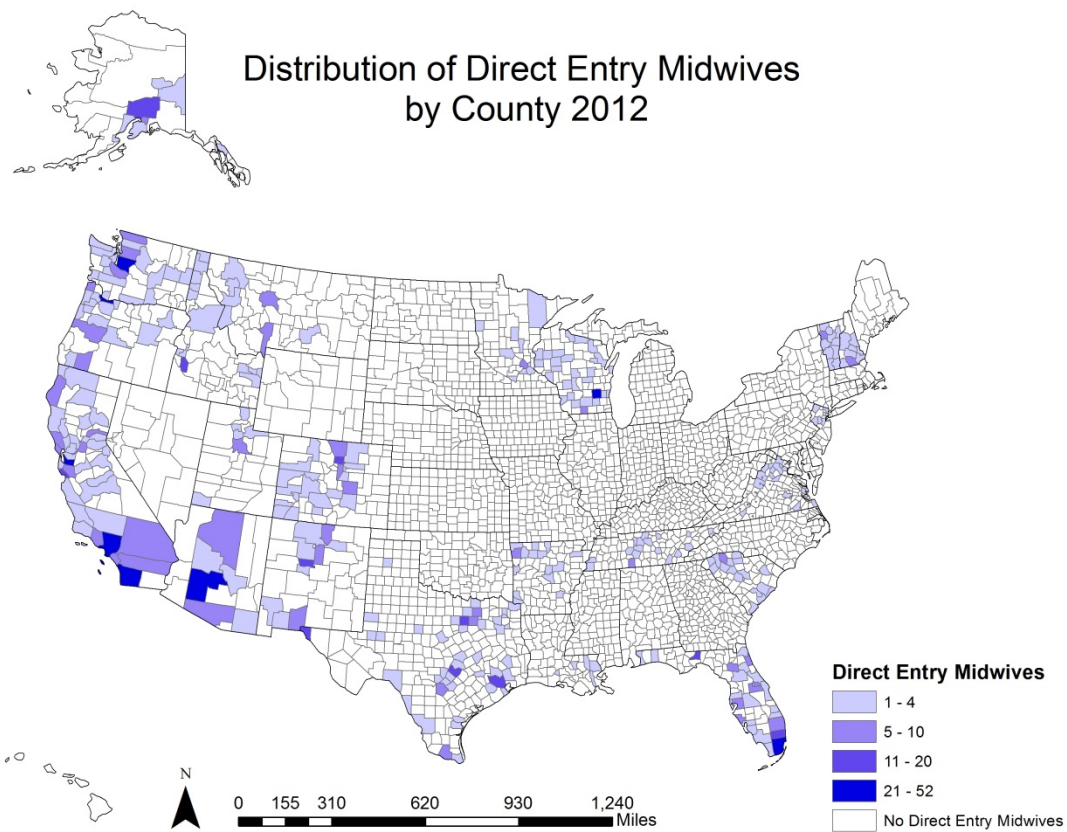 Distribution of Direct Entry Midwives
by County 2012
Direct Entry Midwives
1 - 4
5 - 10
11 - 20
21 - 52
No Direct Entry Midwives
N
0 155 310 620 930 1,240
Miles